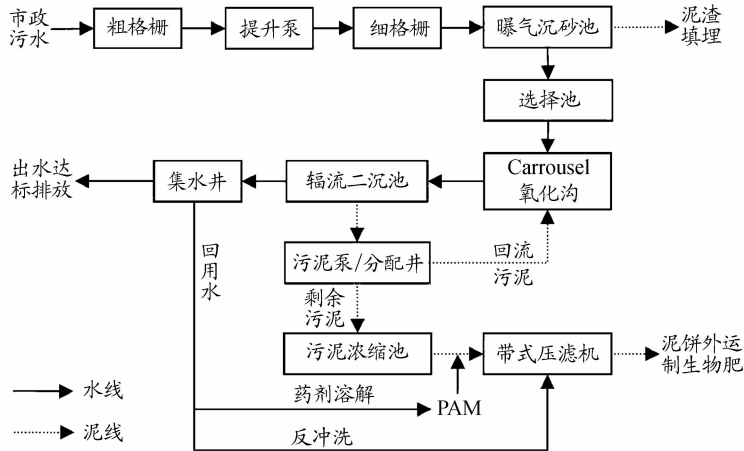 市政
污水
粗格栅
提升泵
细格栅
曝气沉砂池
泥渣
填埋
选择池
出水达
标排放
集水井
辐流二沉池
Carrousel
氧化沟
回用水
污泥泵/分配井
回流
污泥
剩余
污泥
污泥浓缩池
带式压滤机
泥饼外运
制生物肥
水线
药剂溶解
PAM
泥线
反冲洗